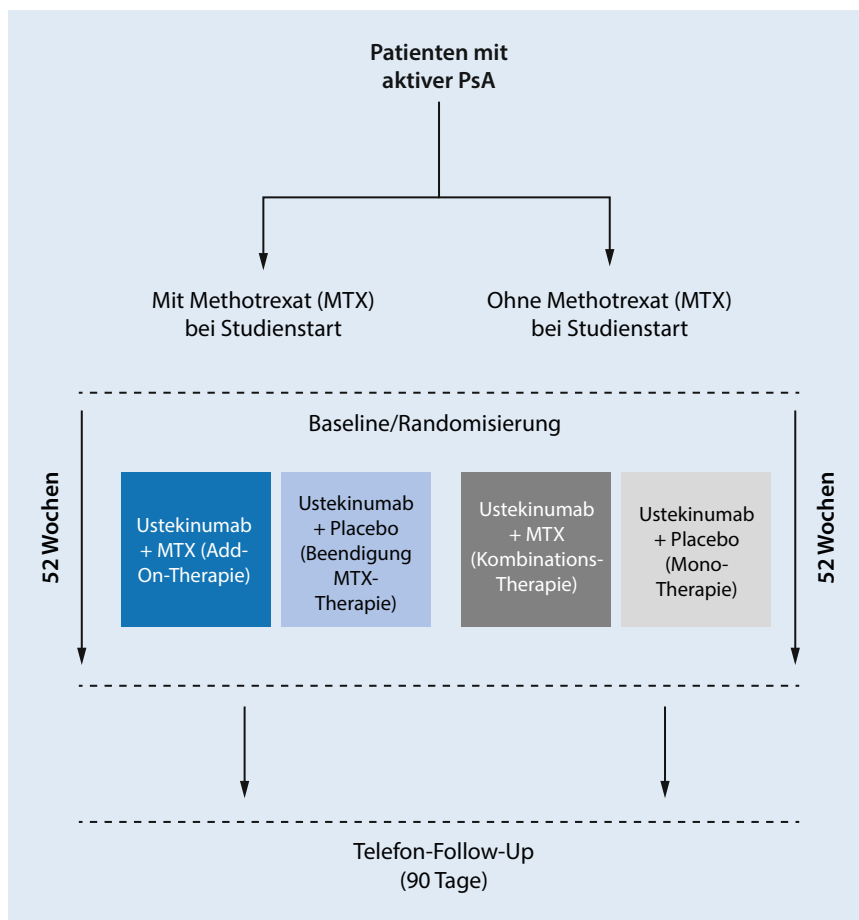 Patienten mit
aktiver PsA
Mit Methotrexat (MTX)
bei Studienstart
Ohne Methotrexat (MTX)
bei Studienstart
Baseline/Randomisierung
52 Wochen
Ustekinumab
+ MTX (Add-
On-Therapie)
Ustekinumab
+ Placebo
(Beendigung
MTX-
Therapie)
Ustekinumab
+ MTX
(Kombinations-
Therapie)
Ustekinumab
+ Placebo
(Mono-
Therapie)
52 Wochen
Telefon-Follow-Up
(90 Tage)